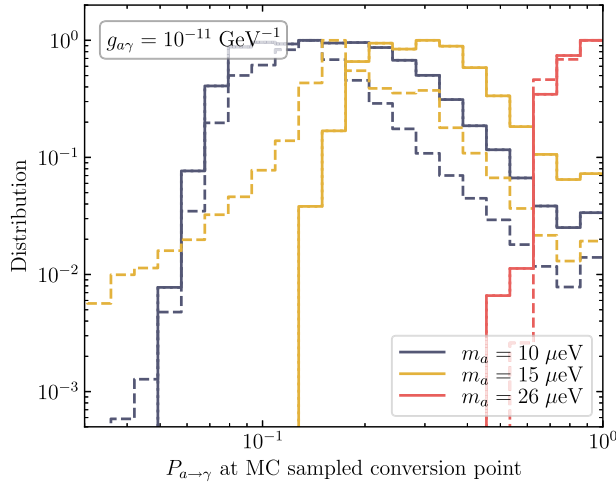 g_{aγ} = 10^{-11} GeV^{-1}
10^0
10^{-1}
10^{-2}
10^{-3}
Distribution
m_a = 10 μeV
m_a = 15 μeV
m_a = 26 μeV
10^{-1}
10^0
P_{a→γ} at MC sampled conversion point